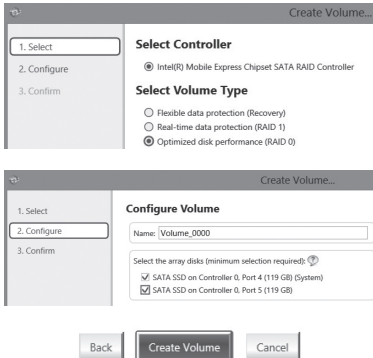 Create Volume...
1. Select
2. Configure
3. Confirm
Select Controller
Intel(R) Mobile Express Chipset SATA RAID Controller
Select Volume Type
Flexible data protection (Recovery)
Real-time data protection (RAID 1)
Optimized disk performance (RAID 0)
Create Volume...
1. Select
2. Configure
3. Confirm
Configure Volume
Name: Volume_0000
Select the array disks (minimum selection required):
SATA SSD on Controller 0, Port 4 (119 GB) (System)
SATA SSD on Controller 0, Port 5 (119 GB)
Back
Create Volume
Cancel